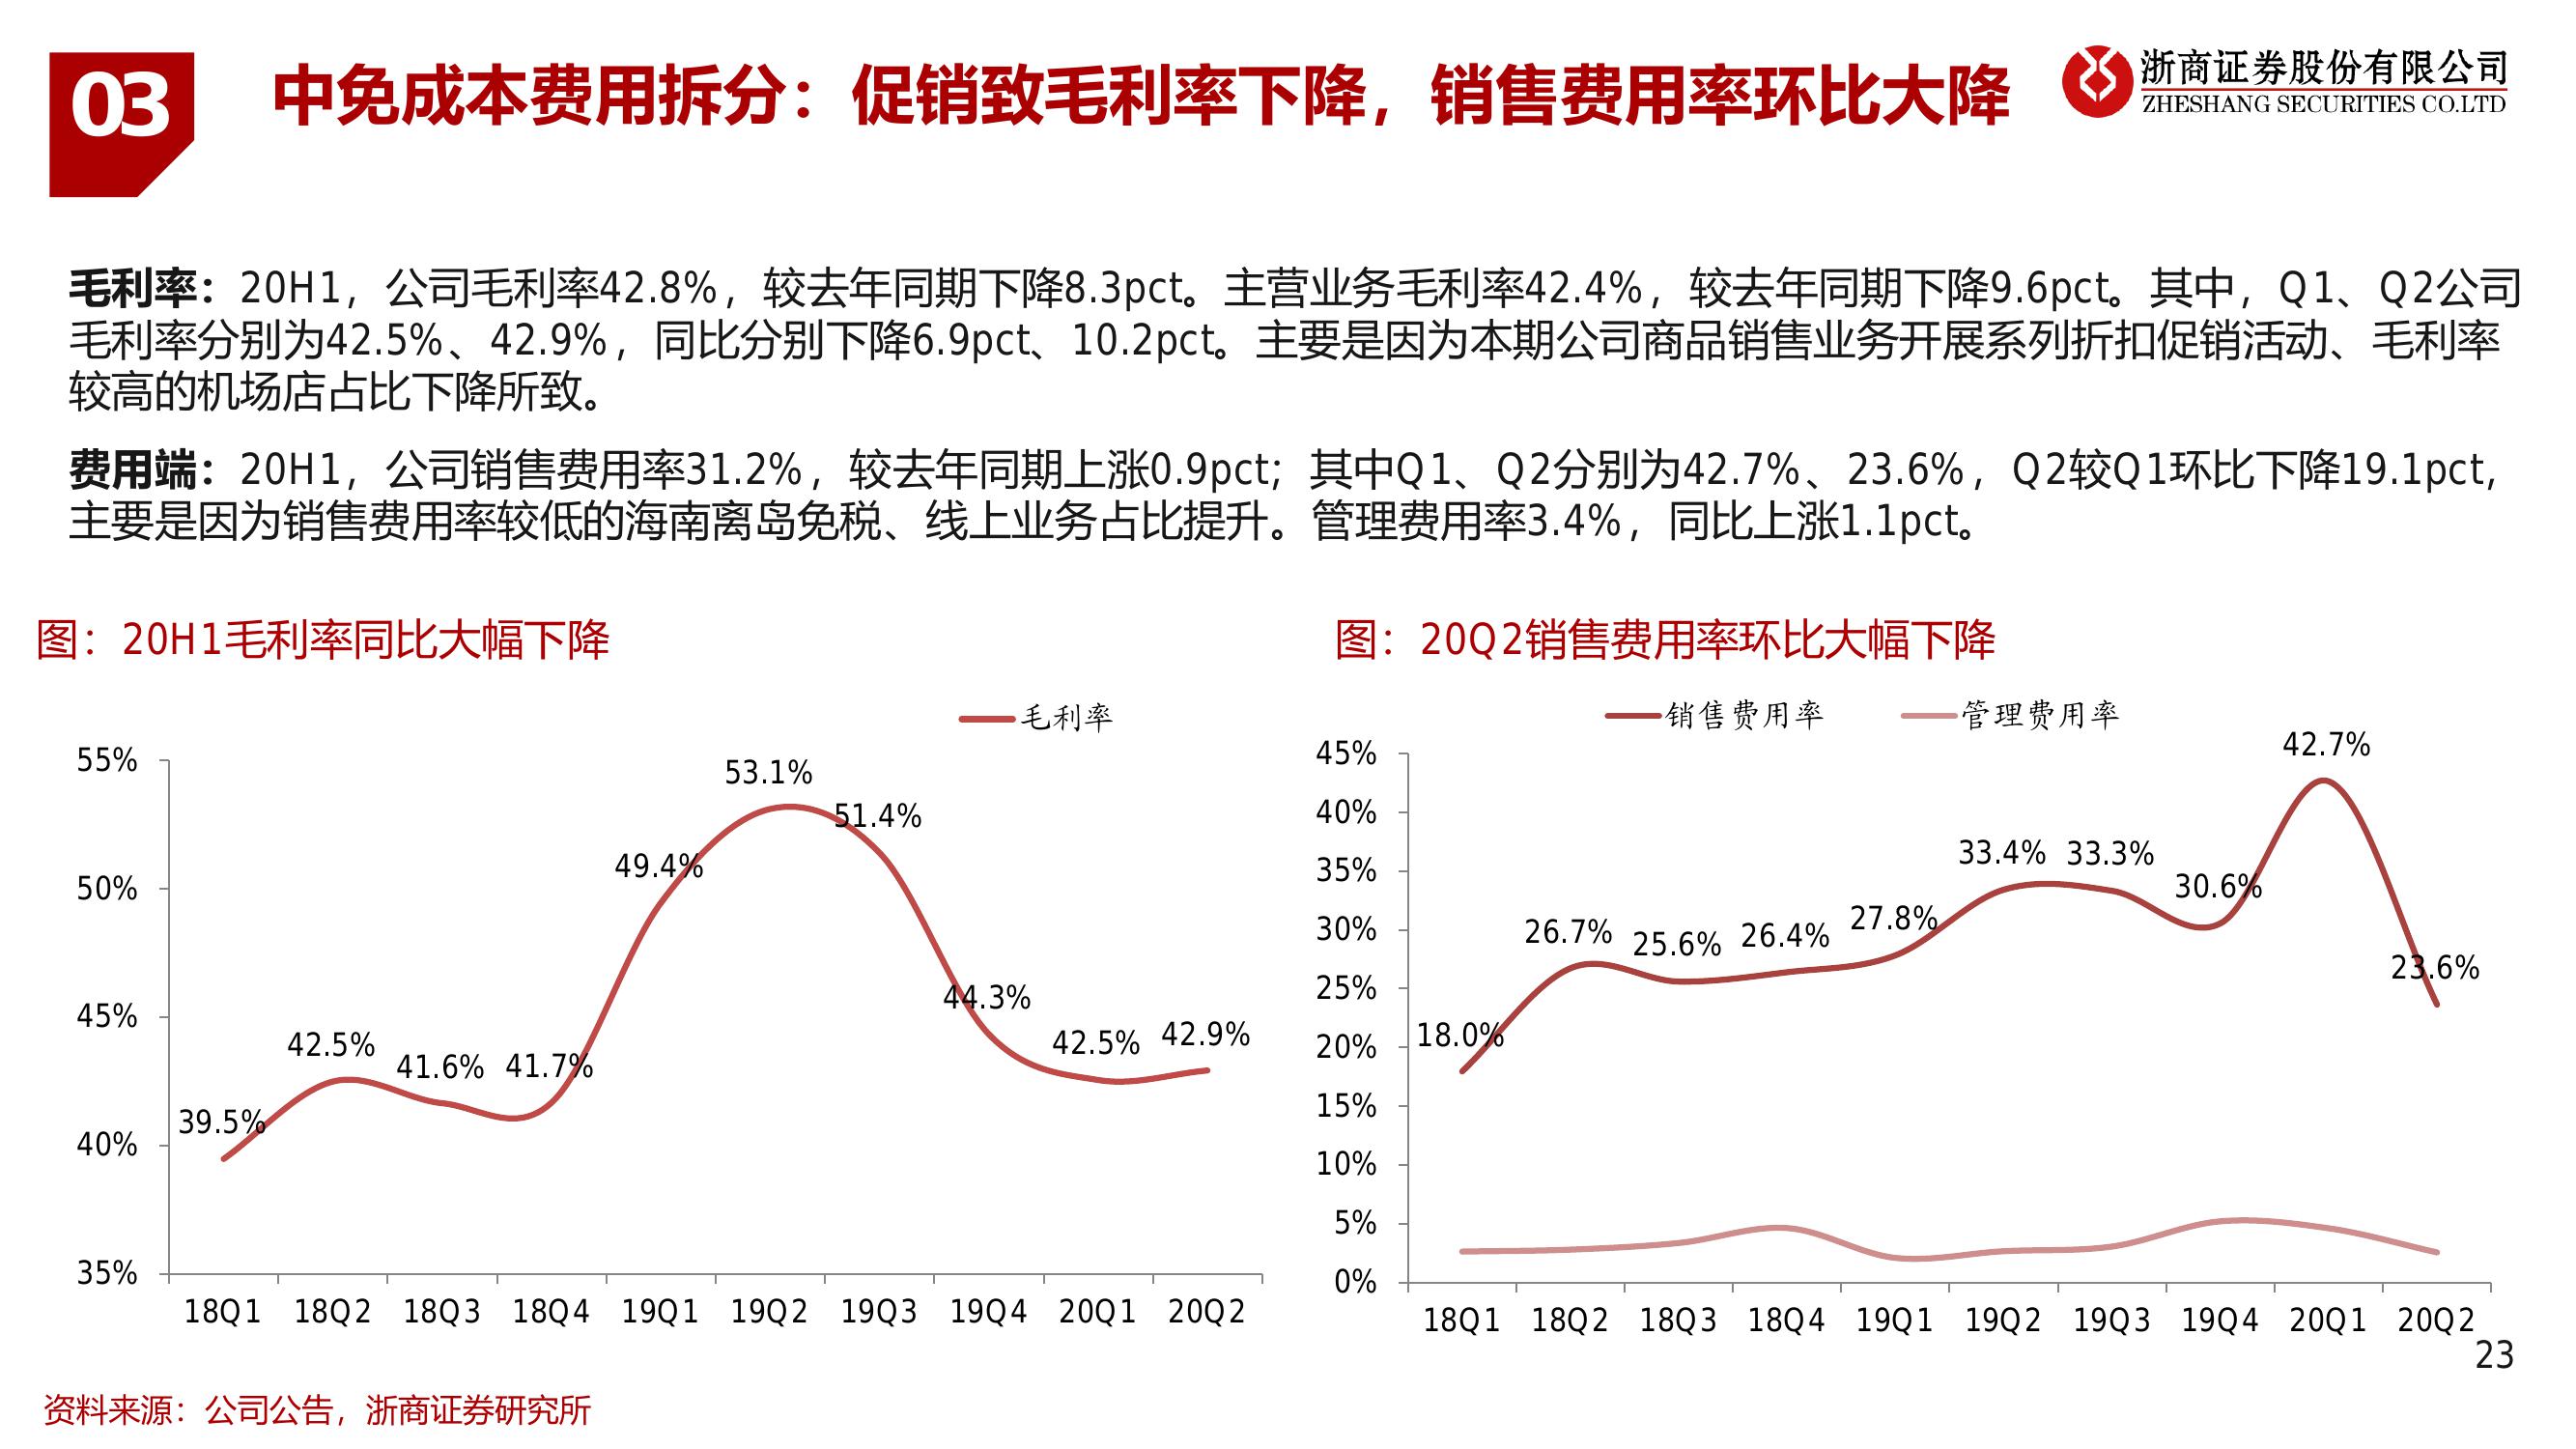 03
中免成本费用拆分：促销致毛利率下降，销售费用率环比大降
浙商证券股份有限公司
ZHESHANG SECURITIES CO.LTD
毛利率：20H1，公司毛利率42.8%，较去年同期下降8.3pct。主营业务毛利率42.4%，较去年同期下降9.6pct。其中，Q1、Q2公司
毛利率分别为42.5%、42.9%，同比分别下降6.9pct、10.2pct。主要是因为本期公司商品销售业务开展系列折扣促销活动、毛利率
较高的机场店占比下降所致。
费用端：20H1，公司销售费用率31.2%，较去年同期上涨0.9pct；其中Q1、Q2分别为42.7%、23.6%，Q2较Q1环比下降19.1pct，
主要是因为销售费用率较低的海南离岛免税、线上业务占比提升。管理费用率3.4%，同比上涨1.1pct。
图：20H1毛利率同比大幅下降
毛利率
55%
50%
45%
40%
35%
39.5%
42.5%
41.6%
41.7%
49.4%
53.1%
51.4%
44.3%
42.5%
42.9%
18Q1 18Q2 18Q3 18Q4 19Q1 19Q2 19Q3 19Q4 20Q1 20Q2
图：20Q2销售费用率环比大幅下降
销售费用率 管理费用率
45%
40%
35%
30%
25%
20%
15%
10%
5%
0%
18.0%
26.7%
25.6%
26.4%
27.8%
33.4%
33.3%
30.6%
42.7%
23.6%
18Q1 18Q2 18Q3 18Q4 19Q1 19Q2 19Q3 19Q4 20Q1 20Q2
23
资料来源：公司公告，浙商证券研究所